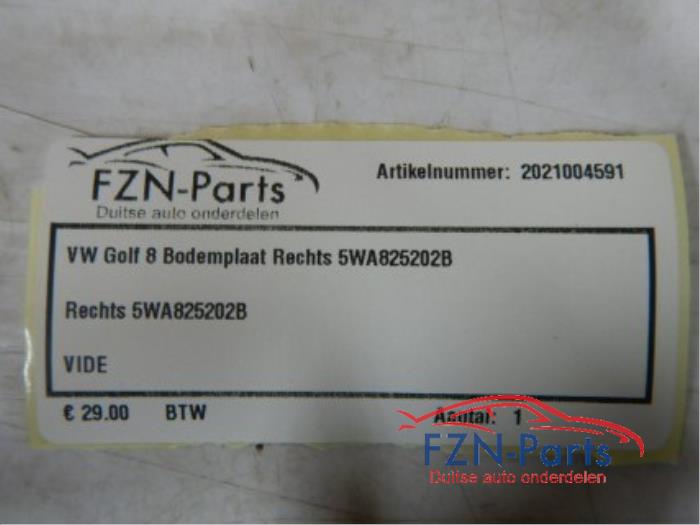 FZN-Parts
Duitse auto onderdelen
Artikelnummer: 2021004591
VW Golf 8 Bodemplaat Rechts 5WA825202B
Rechts 5WA825202B
VIDE
€ 29.00 BTW Aantal: 1
FZN-Parts
Duitse auto onderdelen